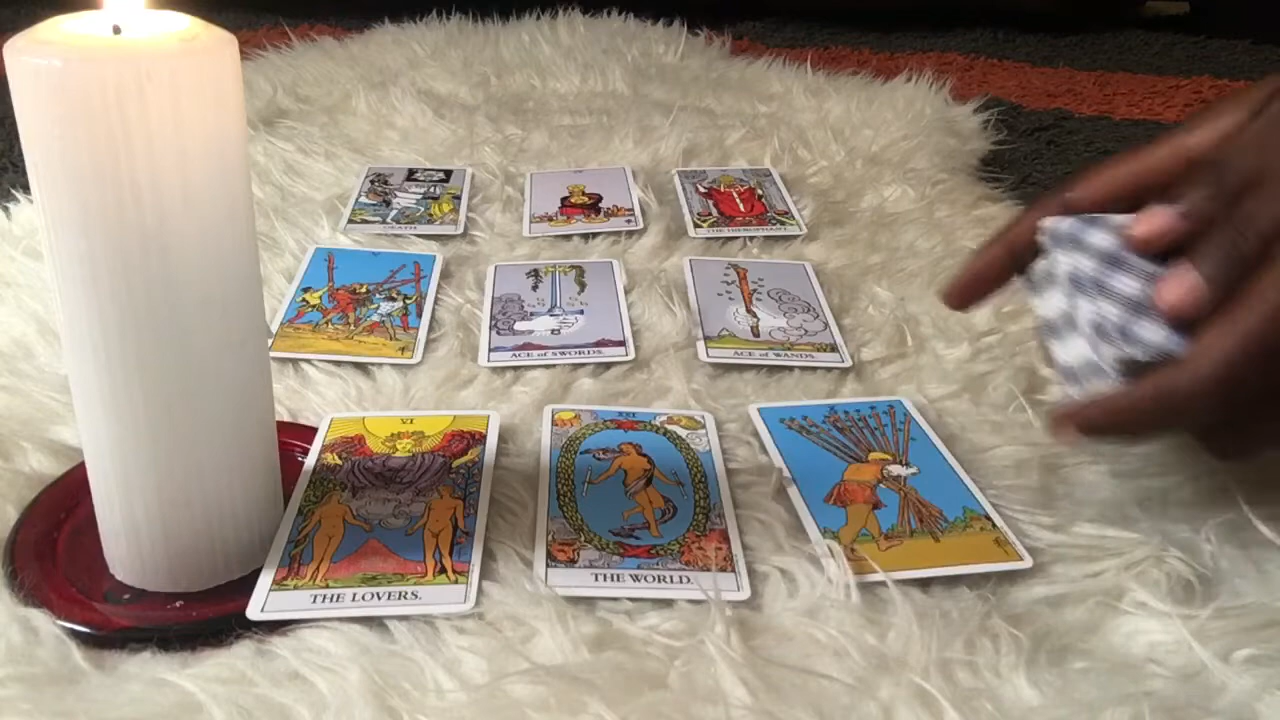 DEATH.
THE HIEROPHANT.
ACE of SWORDS.
ACE of WANDS.
VI
THE LOVERS.
XXI
THE WORLD.